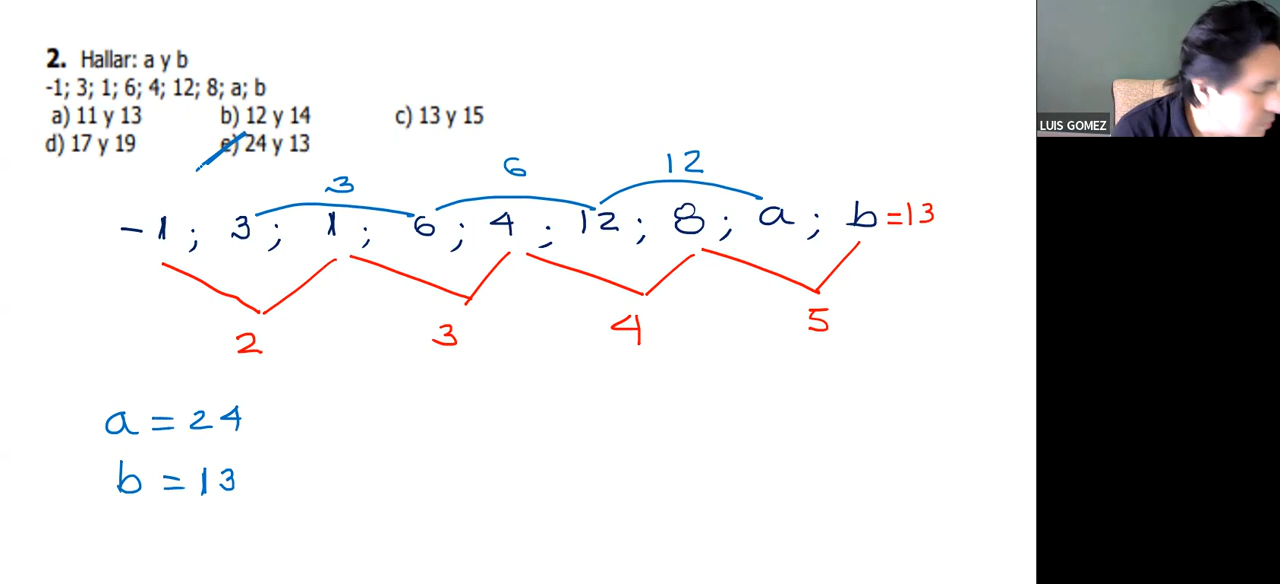 2. Hallar: a y b
-1; 3; 1; 6; 4; 12; 8; a; b
a) 11 y 13 b) 12 y 14 c) 13 y 15
d) 17 y 19 e) 24 y 13
LUIS GOMEZ
3 6 12
-1 ; 3 ; 1 ; 6 ; 4 ; 12 ; 8 ; a ; b =13
2 3 4 5
a = 24
b = 13